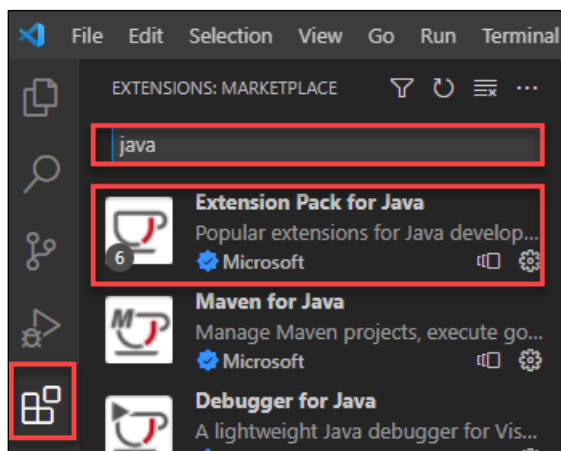 File Edit Selection View Go Run Terminal
EXTENSIONS: MARKETPLACE
java
Extension Pack for Java
Popular extensions for Java develop...
6
Microsoft
Maven for Java
M
Manage Maven projects, execute go...
Microsoft
Debugger for Java
A lightweight Java debugger for Vis...